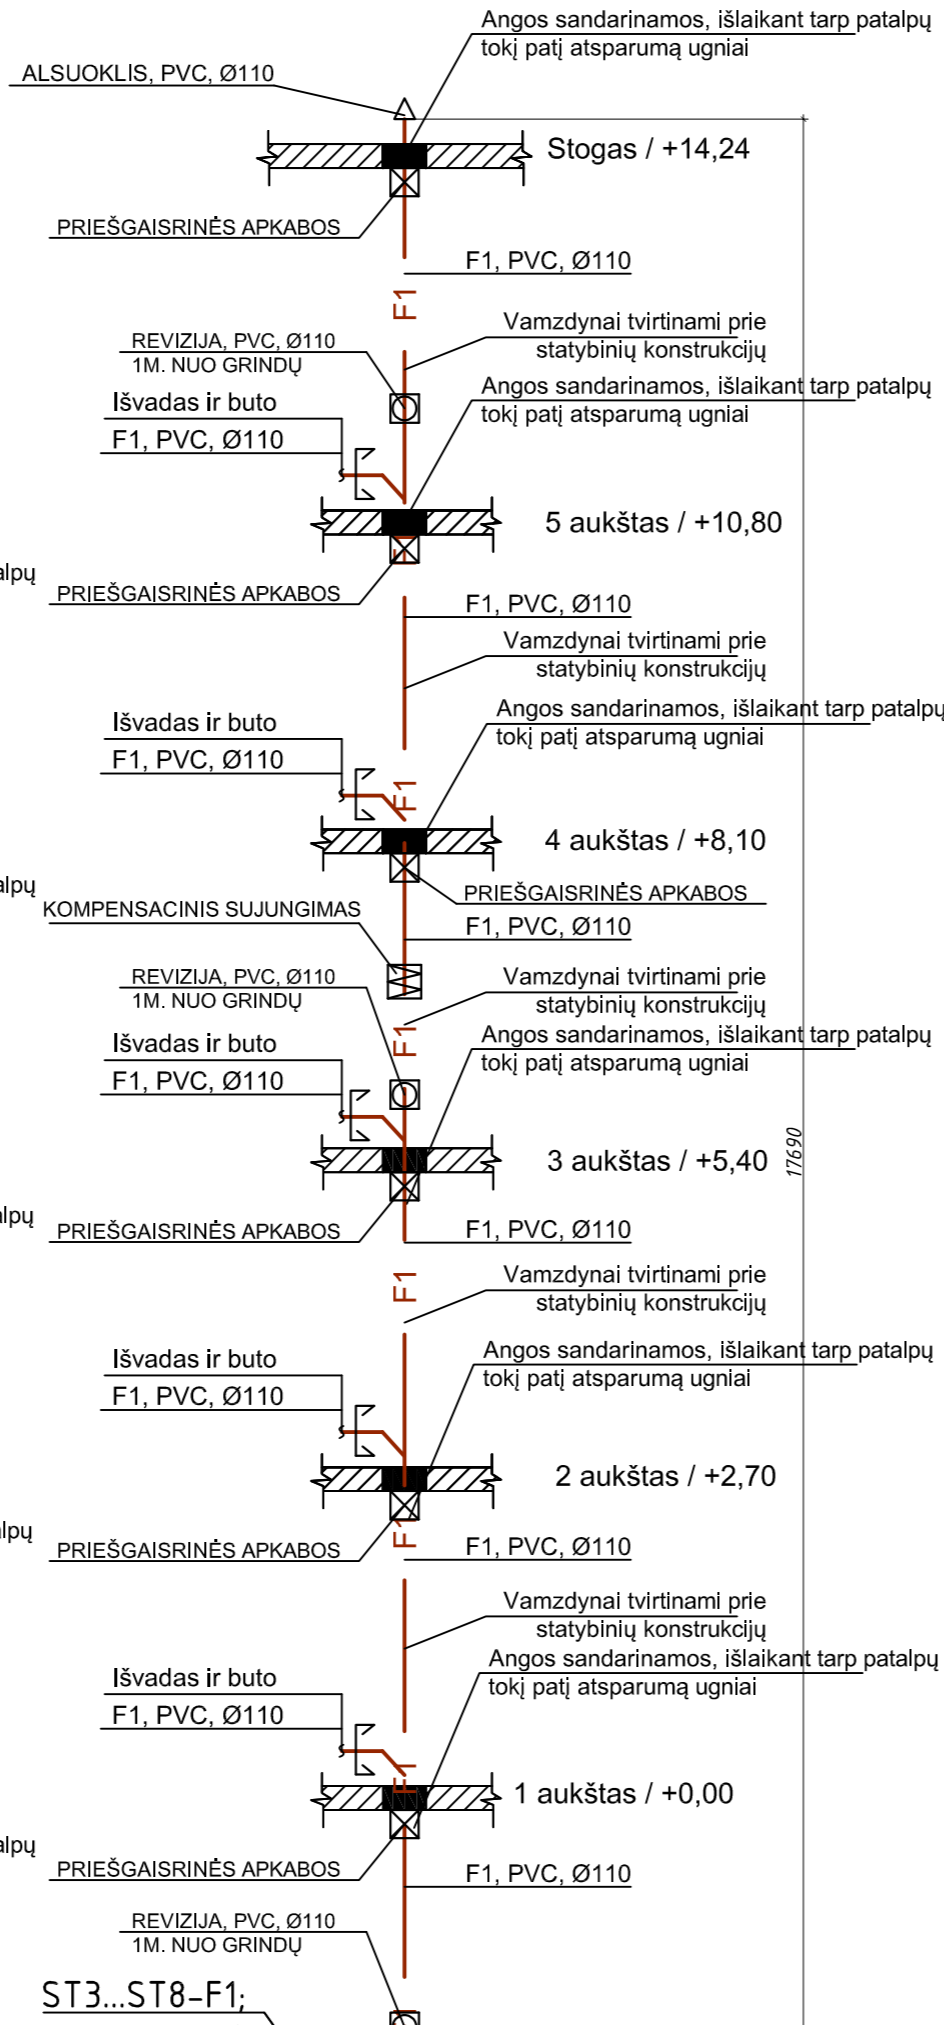 Angos sandarinamos, išlaikant tarp patalpų
tokį patį atsparumą ugniai
ALSUOKLIS, PVC, Ø110
Stogas / +14,24
PRIEŠGAISRINĖS APKABOS
F1, PVC, Ø110
F1
Vamzdynai tvirtinami prie
statybinių konstrukcijų
REVIZIJA, PVC, Ø110
1M. NUO GRINDŲ
Angos sandarinamos, išlaikant tarp patalpų
tokį patį atsparumą ugniai
Išvadas ir buto
F1, PVC, Ø110
5 aukštas / +10,80
F1
alpų
PRIEŠGAISRINĖS APKABOS
F1, PVC, Ø110
Vamzdynai tvirtinami prie
statybinių konstrukcijų
Angos sandarinamos, išlaikant tarp patalpų
tokį patį atsparumą ugniai
Išvadas ir buto
F1, PVC, Ø110
F1
4 aukštas / +8,10
alpų
PRIEŠGAISRINĖS APKABOS
KOMPENSACINIS SUJUNGIMAS
F1, PVC, Ø110
REVIZIJA, PVC, Ø110
1M. NUO GRINDŲ
Vamzdynai tvirtinami prie
statybinių konstrukcijų
F1
Angos sandarinamos, išlaikant tarp patalpų
tokį patį atsparumą ugniai
Išvadas ir buto
F1, PVC, Ø110
3 aukštas / +5,40
17690
alpų
PRIEŠGAISRINĖS APKABOS
F1, PVC, Ø110
F1
Vamzdynai tvirtinami prie
statybinių konstrukcijų
Angos sandarinamos, išlaikant tarp patalpų
tokį patį atsparumą ugniai
Išvadas ir buto
F1, PVC, Ø110
2 aukštas / +2,70
F1
alpų
PRIEŠGAISRINĖS APKABOS
F1, PVC, Ø110
Vamzdynai tvirtinami prie
statybinių konstrukcijų
Angos sandarinamos, išlaikant tarp patalpų
tokį patį atsparumą ugniai
Išvadas ir buto
F1, PVC, Ø110
F1
1 aukštas / +0,00
alpų
PRIEŠGAISRINĖS APKABOS
F1, PVC, Ø110
REVIZIJA, PVC, Ø110
1M. NUO GRINDŲ
ST3...ST8-F1;